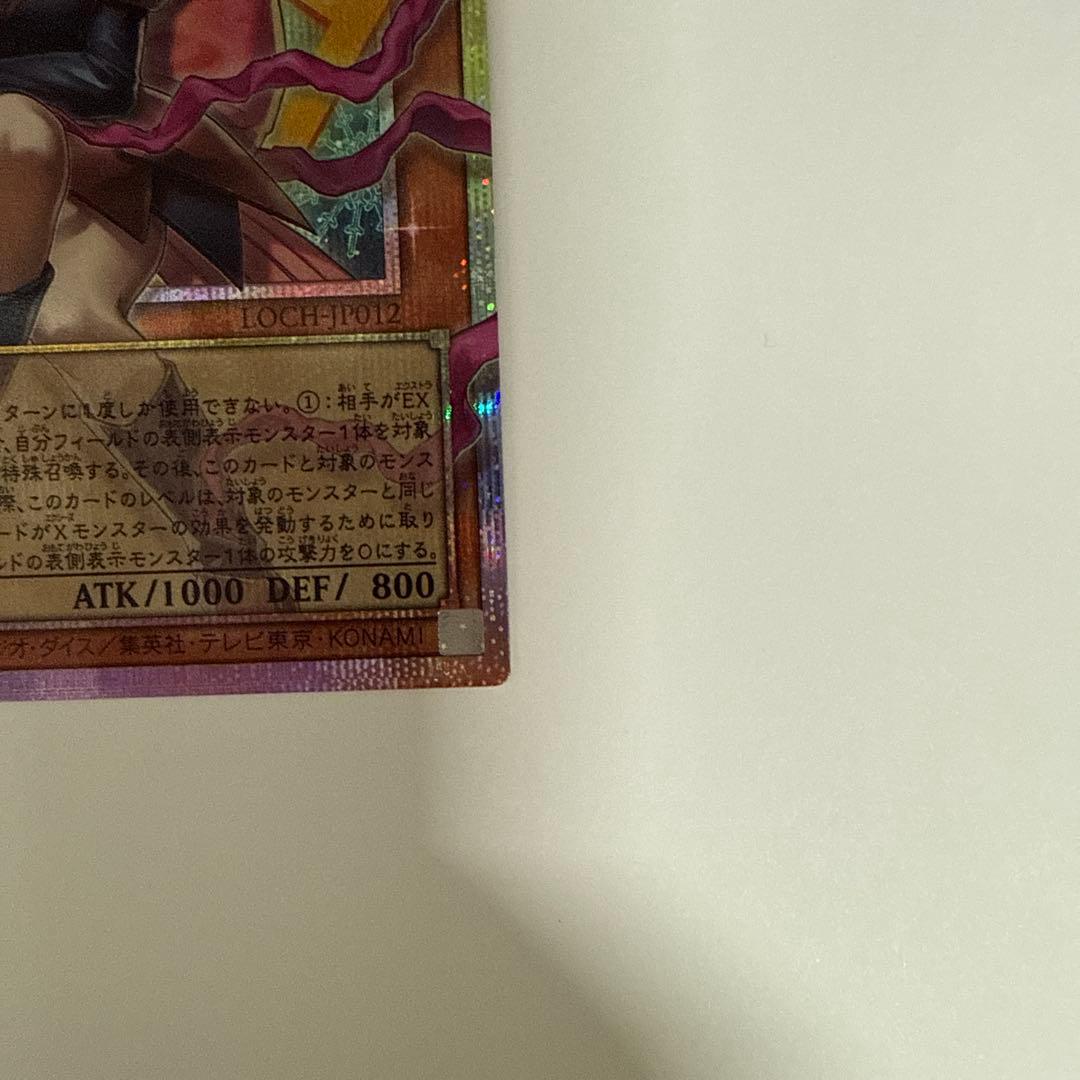 LOCH-JP012
ターンに1度しか使用できない。①:相手がEX
自分フィールドの表側表示モンスター1体を対象
特殊召喚する。その後、このカードと対象のモンス
際、このカードのレベルは、対象のモンスターと同じ
ードがXモンスターの効果を発動するために取り
ルドの表側表示モンスター1体の攻撃力を0にする。
ATK/1000 DEF/ 800
オ・ダイス/集英社・テレビ東京・KONAMI